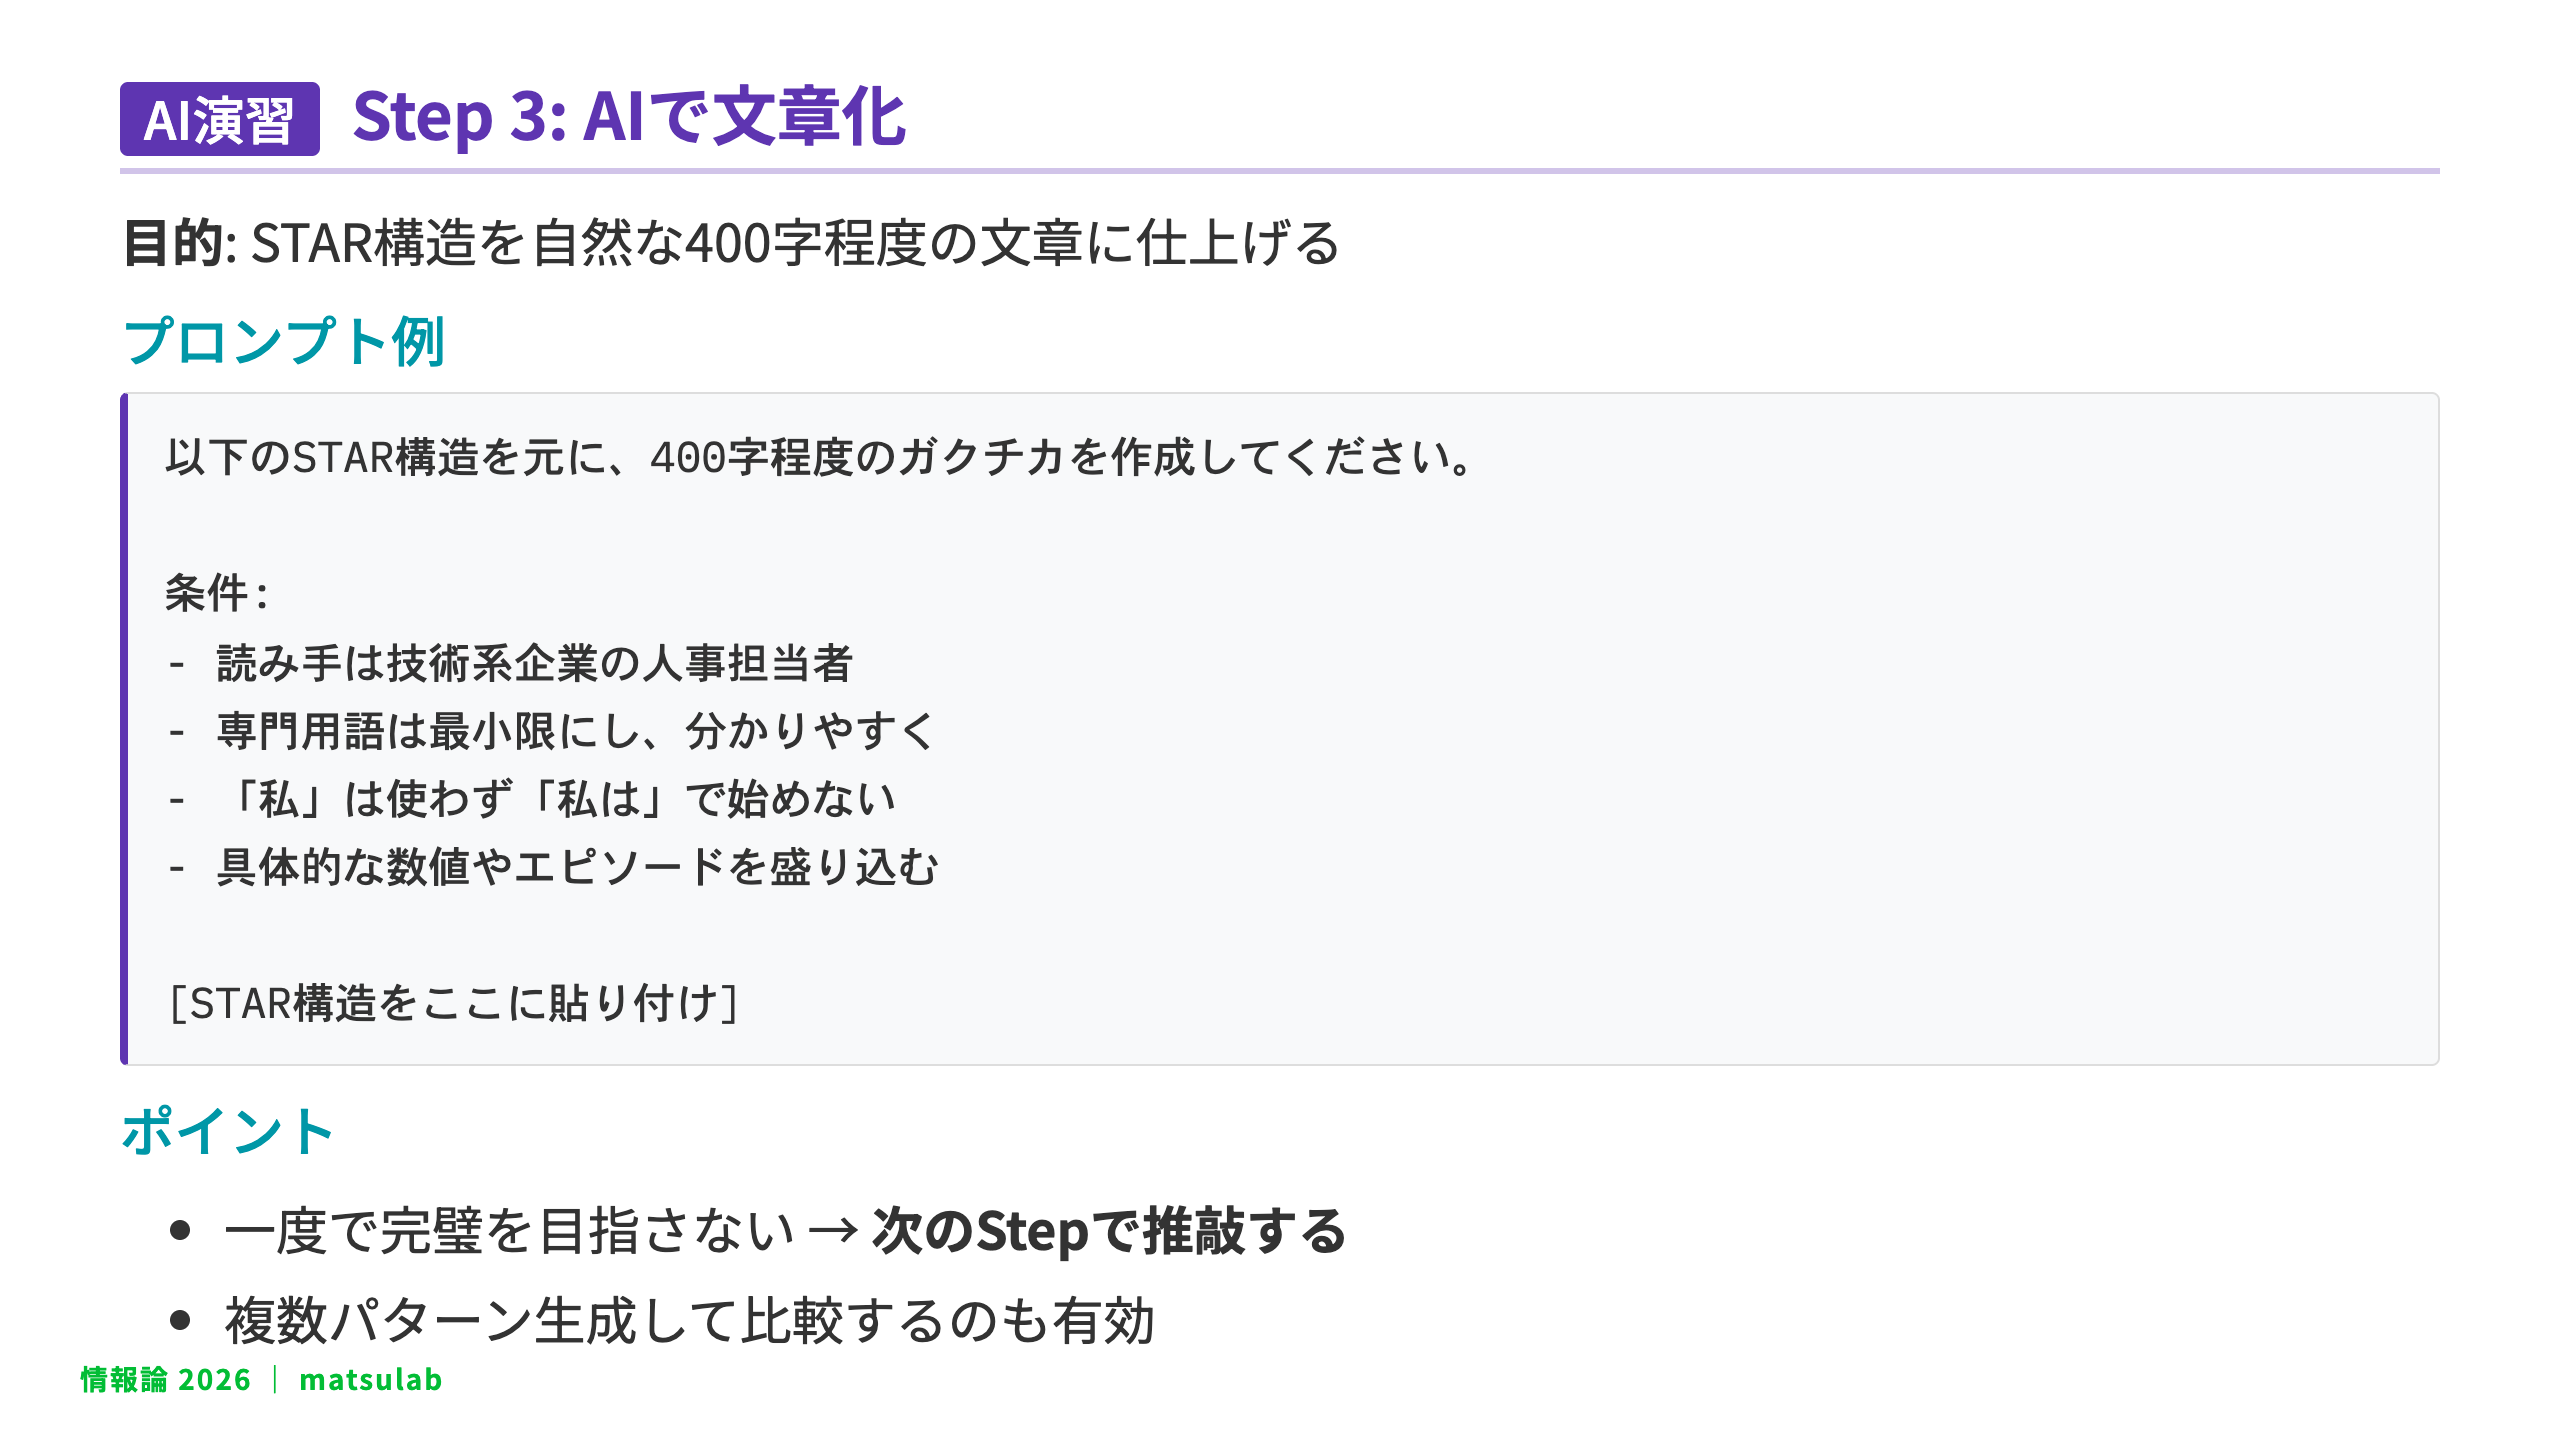 AI演習 Step 3: AIで文章化
目的: STAR構造を自然な400字程度の文章に仕上げる
プロンプト例
以下のSTAR構造を元に、400字程度のガクチカを作成してください。
条件:
- 読み手は技術系企業の人事担当者
- 専門用語は最小限にし、分かりやすく
- 「私」は使わず「私は」で始めない
- 具体的な数値やエピソードを盛り込む
[STAR構造をここに貼り付け]
ポイント
• 一度で完璧を目指さない → 次のStepで推敲する
• 複数パターン生成して比較するのも有効
情報論 2026 ｜ matsulab